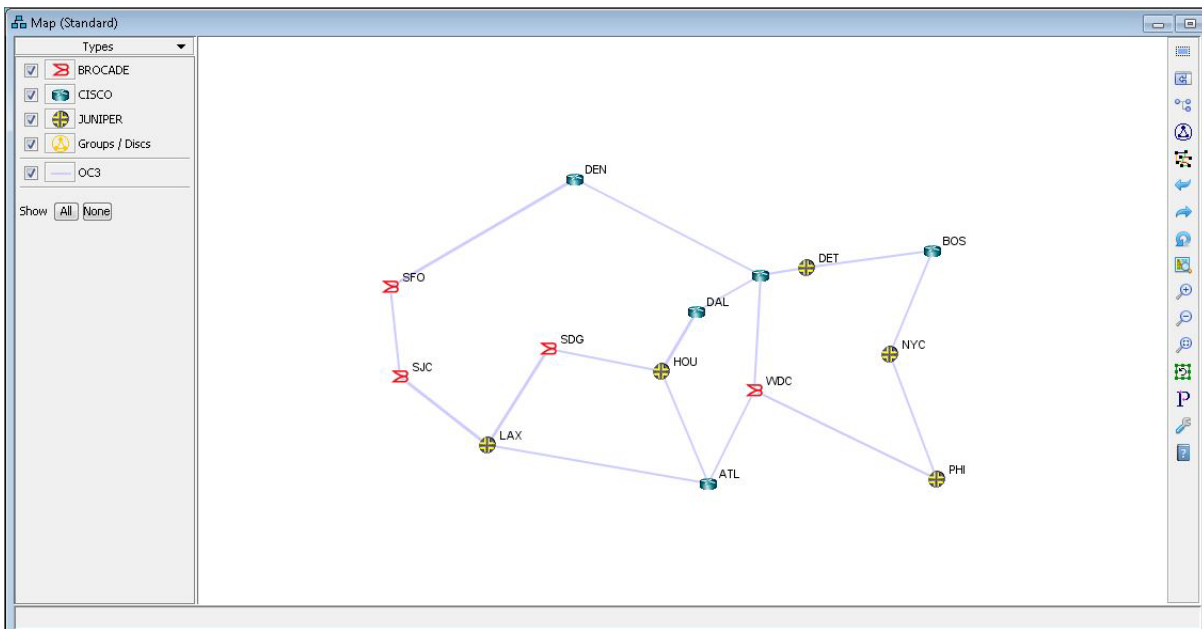 Map (Standard)
Types
BROCADE
CISCO
JUNIPER
Groups / Discs
OC3
Show All None
DEN
BOS
DET
SFO
DAL
SDG
NYC
HOU
SJC
WDC
LAX
ATL
PHI
P
?